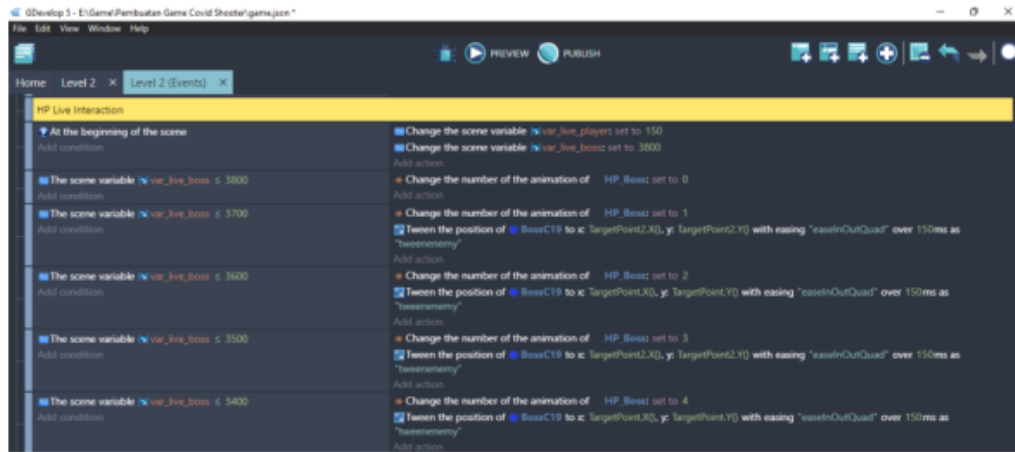 GDevelop 5 - E:\Game\Pembuatan Game Covid Shooter\game.json *
File Edit View Window Help
PREVIEW PUBLISH
Home Level 2 × Level 2 (Events) ×
HP Live Interaction
At the beginning of the scene
Add condition
Change the scene variable var_live_player: set to 150
Change the scene variable var_live_boss: set to 3800
Add action
The scene variable var_live_boss ≤ 3800
Add condition
Change the number of the animation of HP_Boss: set to 0
Add action
The scene variable var_live_boss ≤ 3700
Add condition
Change the number of the animation of HP_Boss: set to 1
Tween the position of BossC19 to x: TargetPoint2.X(), y: TargetPoint2.Y() with easing "easeInOutQuad" over 150ms as
"tweenenemy"
Add action
The scene variable var_live_boss ≤ 3600
Add condition
Change the number of the animation of HP_Boss: set to 2
Tween the position of BossC19 to x: TargetPoint.X(), y: TargetPoint.Y() with easing "easeInOutQuad" over 150ms as
"tweenenemy"
Add action
The scene variable var_live_boss ≤ 3500
Add condition
Change the number of the animation of HP_Boss: set to 3
Tween the position of BossC19 to x: TargetPoint2.X(), y: TargetPoint2.Y() with easing "easeInOutQuad" over 150ms as
"tweenenemy"
Add action
The scene variable var_live_boss ≤ 3400
Add condition
Change the number of the animation of HP_Boss: set to 4
Tween the position of BossC19 to x: TargetPoint.X(), y: TargetPoint.Y() with easing "easeInOutQuad" over 150ms as
"tweenenemy"
Add action